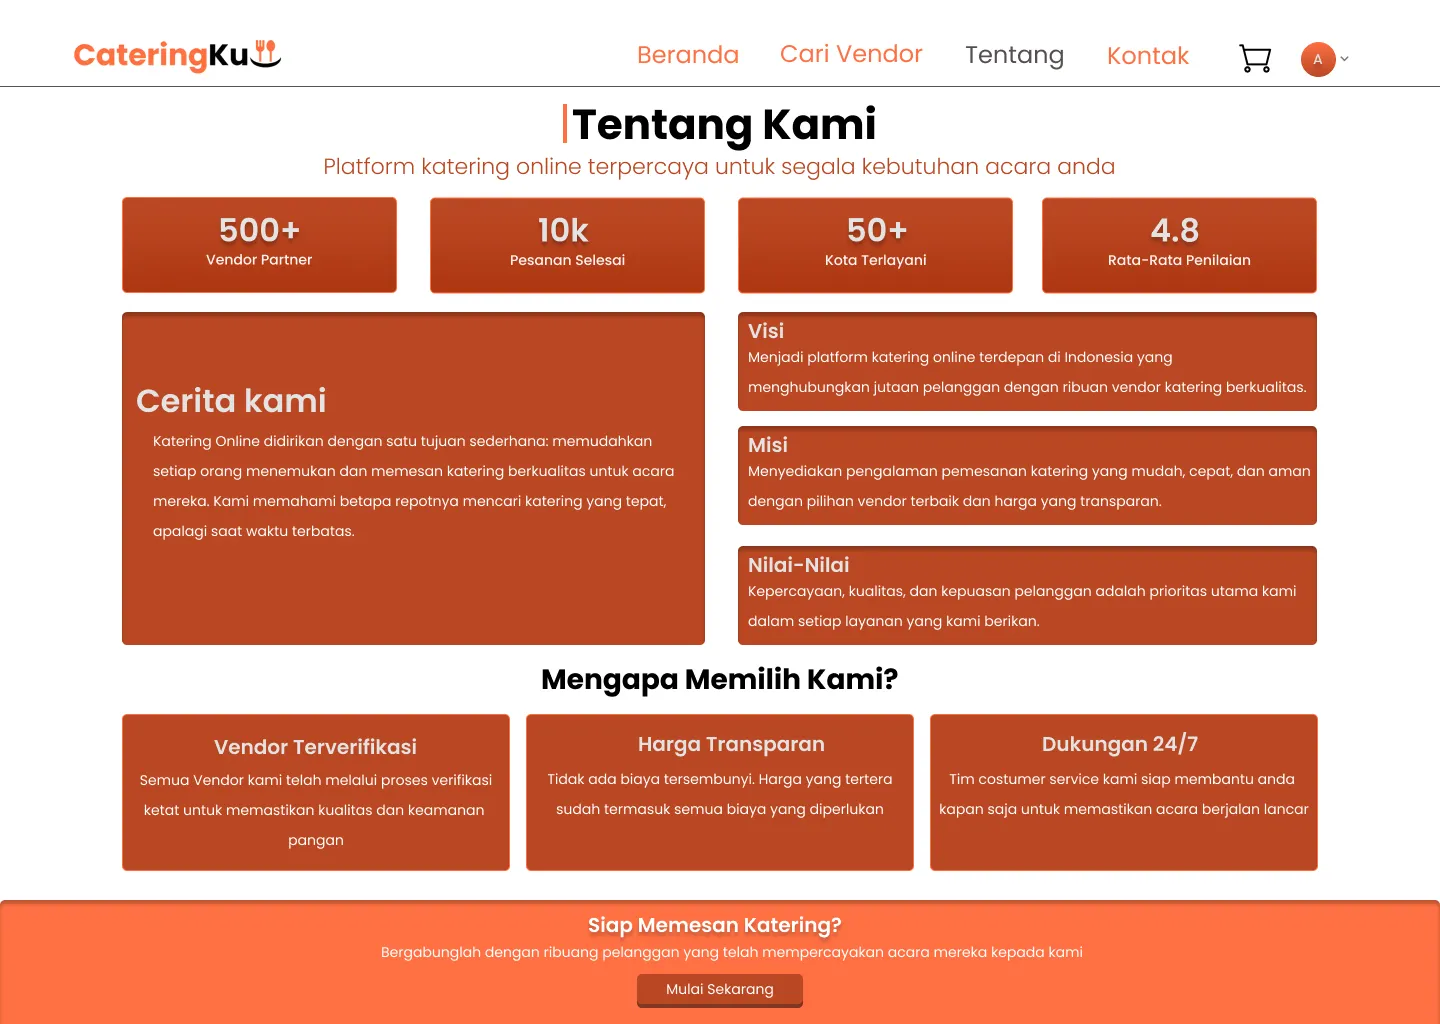 CateringKu
Beranda
Cari Vendor
Tentang
Kontak
A
Tentang Kami
Platform katering online terpercaya untuk segala kebutuhan acara anda
500+
Vendor Partner
10k
Pesanan Selesai
50+
Kota Terlayani
4.8
Rata-Rata Penilaian
Cerita kami
Katering Online didirikan dengan satu tujuan sederhana: memudahkan
setiap orang menemukan dan memesan katering berkualitas untuk acara
mereka. Kami memahami betapa repotnya mencari katering yang tepat,
apalagi saat waktu terbatas.
Visi
Menjadi platform katering online terdepan di Indonesia yang
menghubungkan jutaan pelanggan dengan ribuan vendor katering berkualitas.
Misi
Menyediakan pengalaman pemesanan katering yang mudah, cepat, dan aman
dengan pilihan vendor terbaik dan harga yang transparan.
Nilai-Nilai
Kepercayaan, kualitas, dan kepuasan pelanggan adalah prioritas utama kami
dalam setiap layanan yang kami berikan.
Mengapa Memilih Kami?
Vendor Terverifikasi
Semua Vendor kami telah melalui proses verifikasi
ketat untuk memastikan kualitas dan keamanan
pangan
Harga Transparan
Tidak ada biaya tersembunyi. Harga yang tertera
sudah termasuk semua biaya yang diperlukan
Dukungan 24/7
Tim costumer service kami siap membantu anda
kapan saja untuk memastikan acara berjalan lancar
Siap Memesan Katering?
Bergabunglah dengan ribuang pelanggan yang telah mempercayakan acara mereka kepada kami
Mulai Sekarang